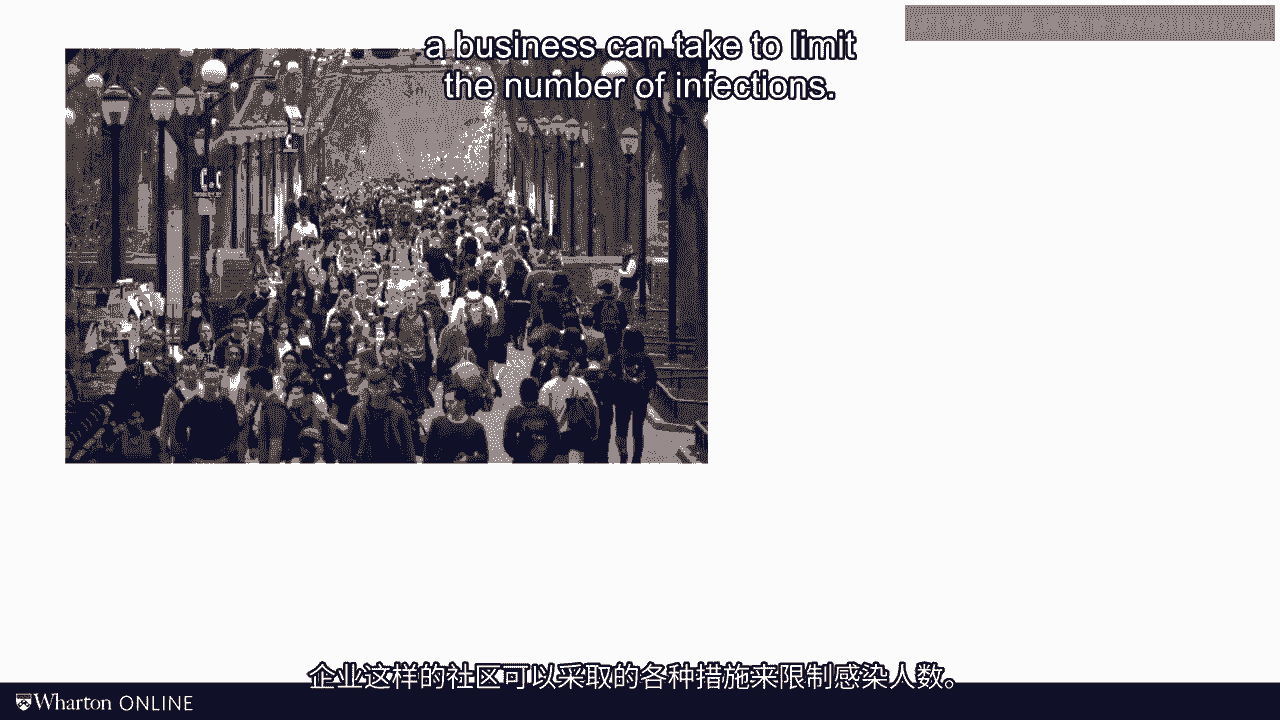 a business can take to limit
the number of infections.
企业这样的社区可以采取的各种措施来限制感染人数。
Wharton ONLINE